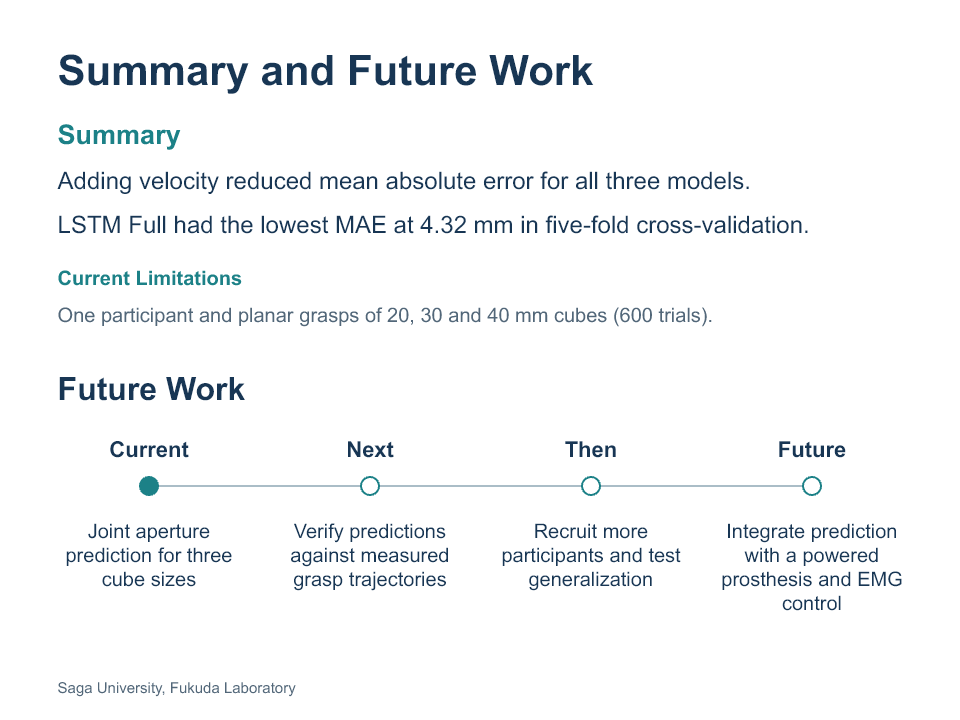 Summary and Future Work
Summary
Adding velocity reduced mean absolute error for all three models.
LSTM Full had the lowest MAE at 4.32 mm in five-fold cross-validation.
Current Limitations
One participant and planar grasps of 20, 30 and 40 mm cubes (600 trials).
Future Work
Current
Next
Then
Future
Joint aperture
prediction for three
cube sizes
Verify predictions
against measured
grasp trajectories
Recruit more
participants and test
generalization
Integrate prediction
with a powered
prosthesis and EMG
control
Saga University, Fukuda Laboratory